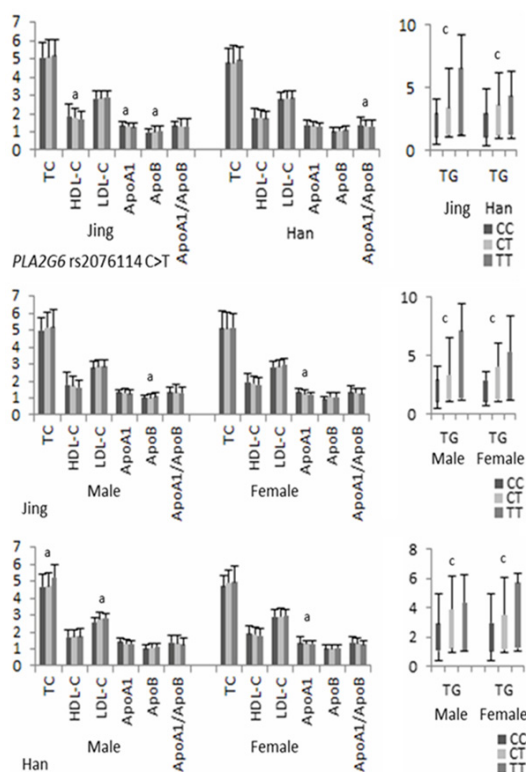 7
6
5
4
3
2
1
0
a
a
a
a
TC
HDL-C
LDL-C
ApoA1
ApoB
ApoA1/ApoB
TC
HDL-C
LDL-C
ApoA1
ApoB
ApoA1/ApoB
Jing
Han
PLA2G6 rs2076114 C>T
10
8
6
4
2
0
c
c
TG
TG
Jing
Han
CC
CT
TT
7
6
5
4
3
2
1
0
a
a
TC
HDL-C
LDL-C
ApoA1
ApoB
ApoA1/ApoB
TC
HDL-C
LDL-C
ApoA1
ApoB
ApoA1/ApoB
Male
Female
Jing
10
5
0
c
c
TG
TG
Male
Female
CC
CT
TT
7
6
5
4
3
2
1
0
a
a
a
TC
HDL-C
LDL-C
ApoA1
ApoB
ApoA1/ApoB
TC
HDL-C
LDL-C
ApoA1
ApoB
ApoA1/ApoB
Male
Female
Han
8
6
4
2
0
c
c
TG
TG
Male
Female
CC
CT
TT